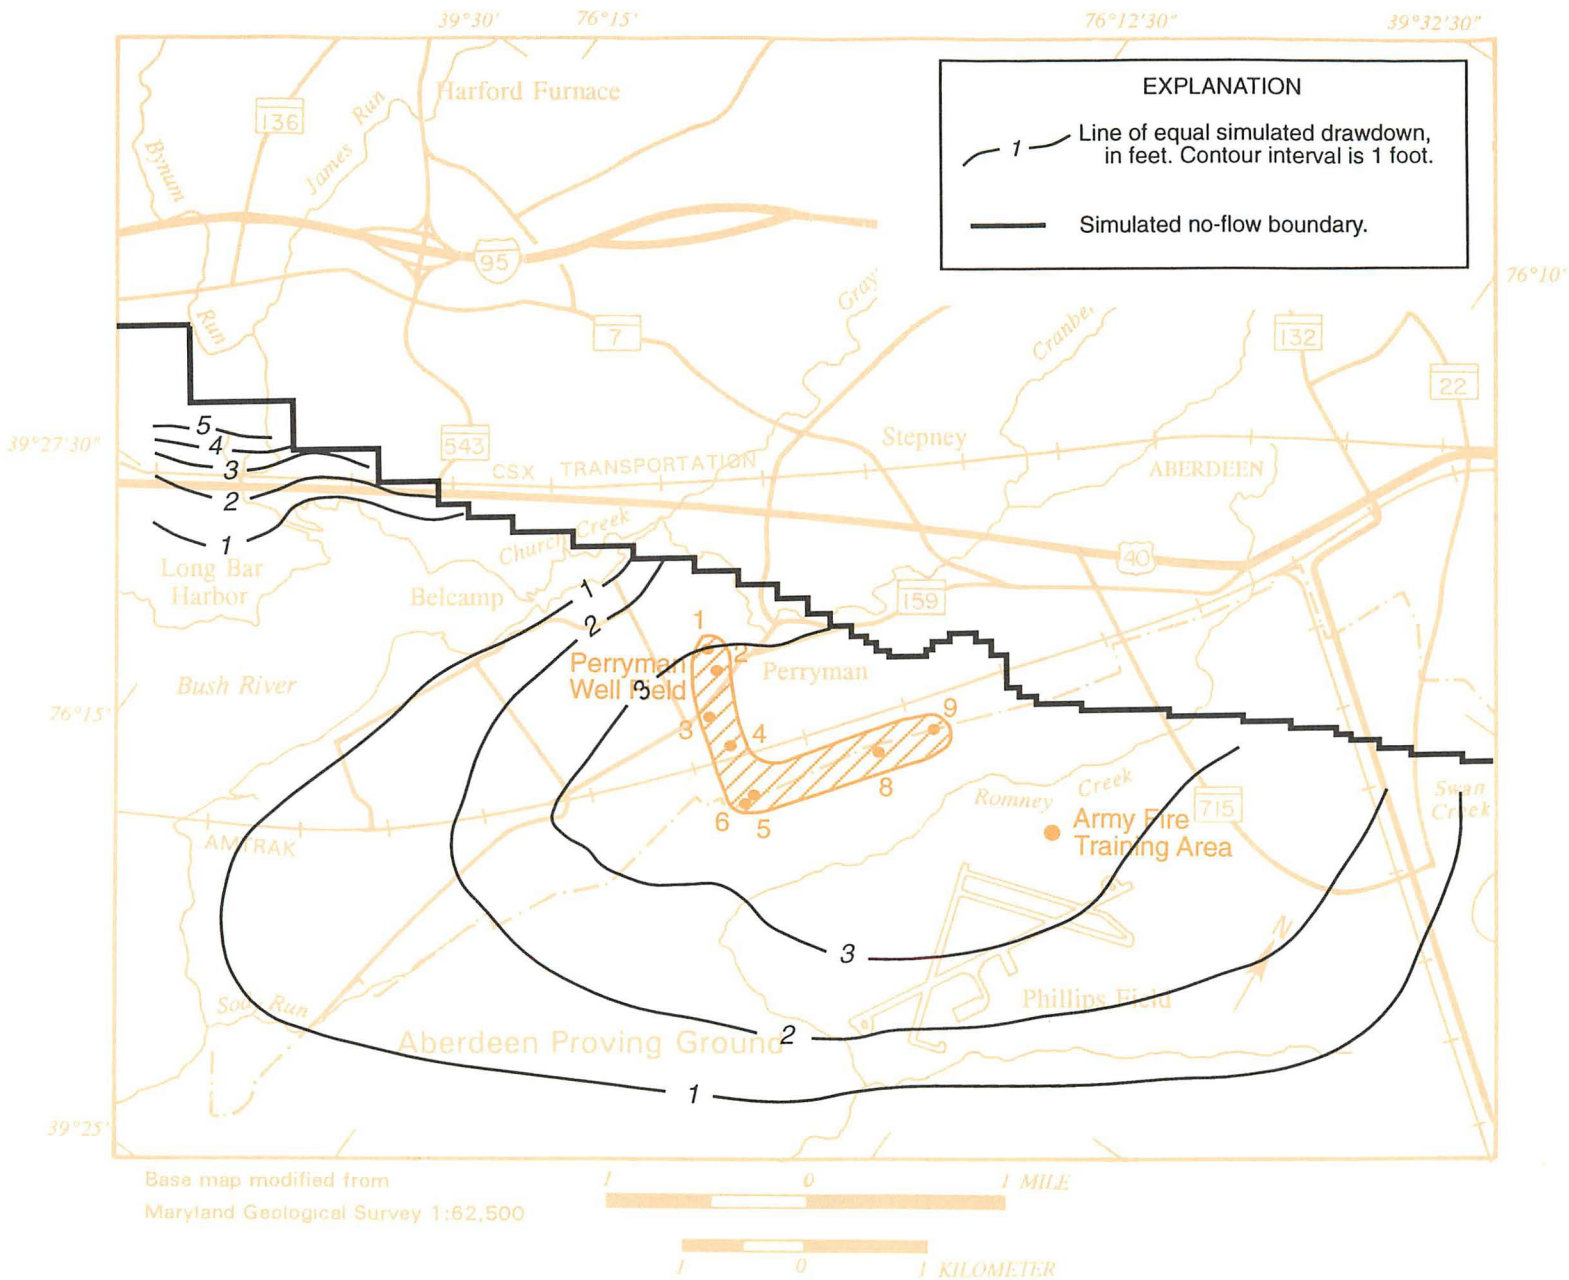 39°30'
76°15'
76°12'30"
39°32'30"
Harford Furnace
EXPLANATION
1
Line of equal simulated drawdown,
in feet. Contour interval is 1 foot.
Simulated no-flow boundary.
136
James Run
Bynum
Run
95
76°10'
7
Gray
Cranbe
132
22
39°27'30"
543
5
4
3
2
1
CSX TRANSPORTATION
Stepney
ABERDEEN
Church Creek
40
Long Bar
Harbor
Belcamp
159
1
2
1
2
Perryman
Well Field
3
Perryman
Bush River
76°15'
3
4
9
8
6
5
Romney Creek
715
Swan
Creek
Army Fire
Training Area
AMTRAK
3
N
Sod Run
Phillips Field
Aberdeen Proving Ground
2
1
39°25'
Base map modified from
Maryland Geological Survey 1:62,500
1 0 1 MILE
1 0 1 KILOMETER